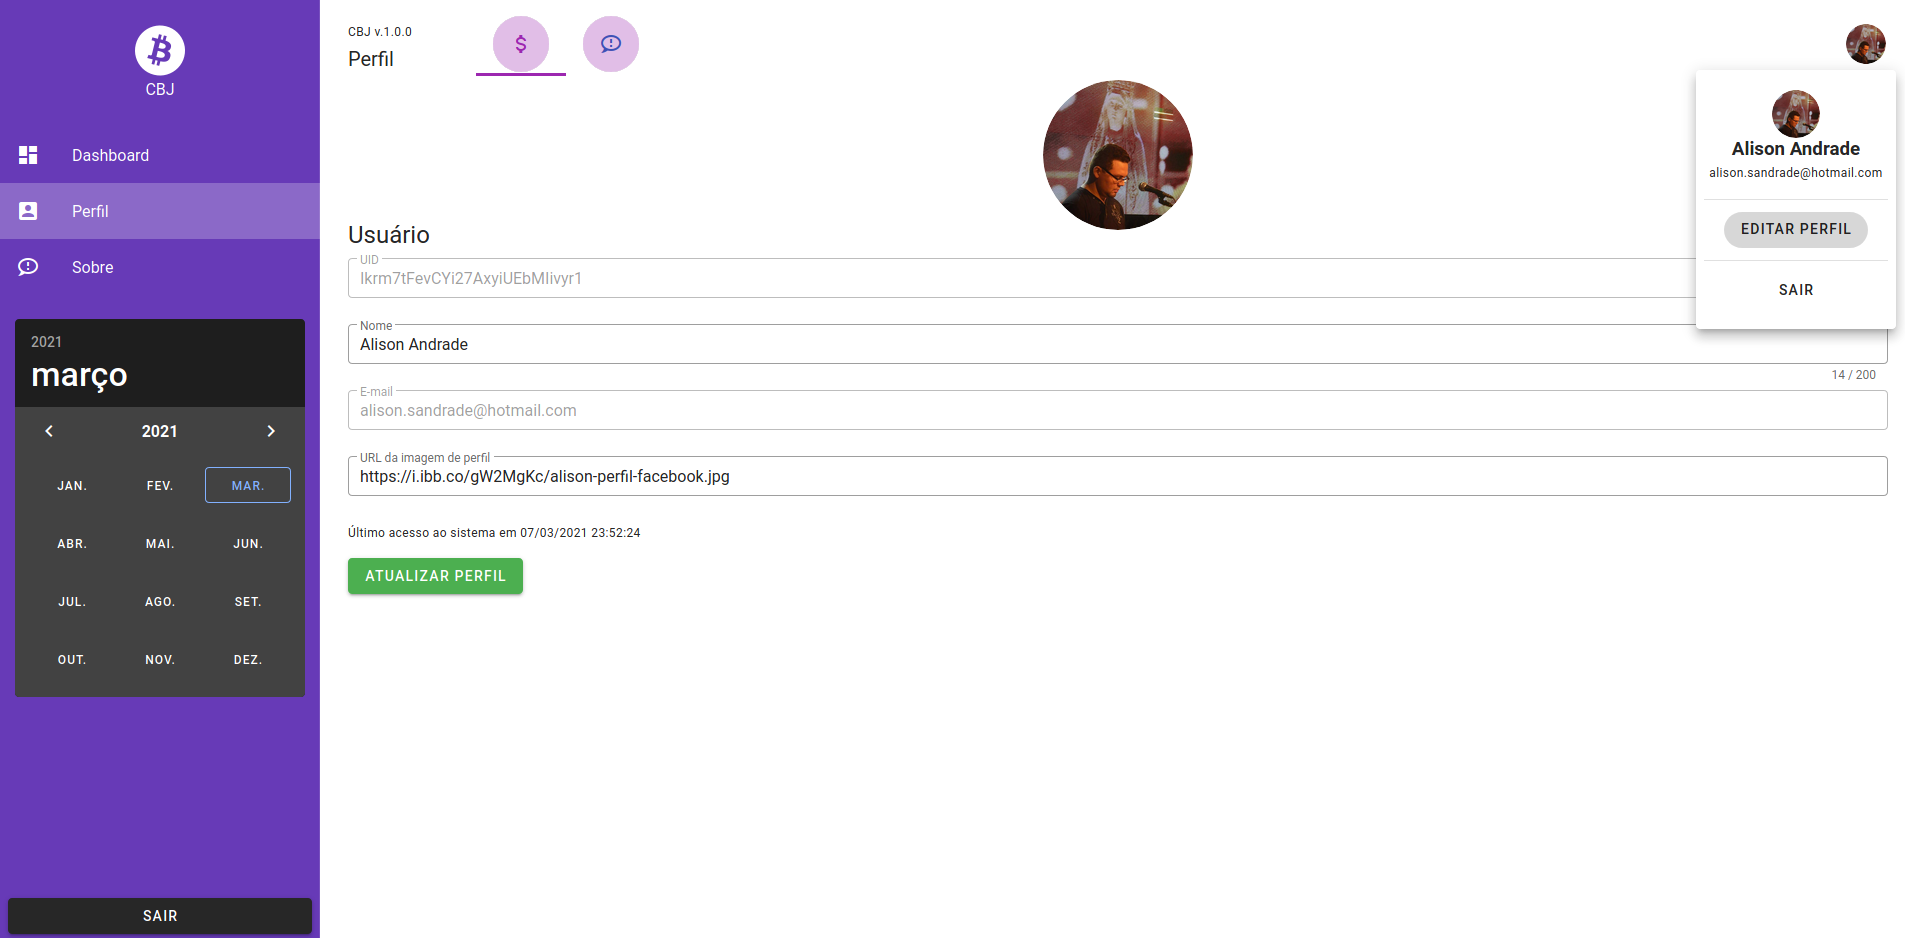 CBJ
Dashboard
Perfil
Sobre
2021
março
2021
JAN. FEV. MAR.
ABR. MAI. JUN.
JUL. AGO. SET.
OUT. NOV. DEZ.
SAIR
CBJ v.1.0.0
Perfil
Usuário
UID
Ikrm7tFevCYi27AxyiUEbMIivyr1
Nome
Alison Andrade
14 / 200
E-mail
alison.sandrade@hotmail.com
URL da imagem de perfil
https://i.ibb.co/gW2MgKc/alison-perfil-facebook.jpg
Último acesso ao sistema em 07/03/2021 23:52:24
ATUALIZAR PERFIL
Alison Andrade
alison.sandrade@hotmail.com
EDITAR PERFIL
SAIR